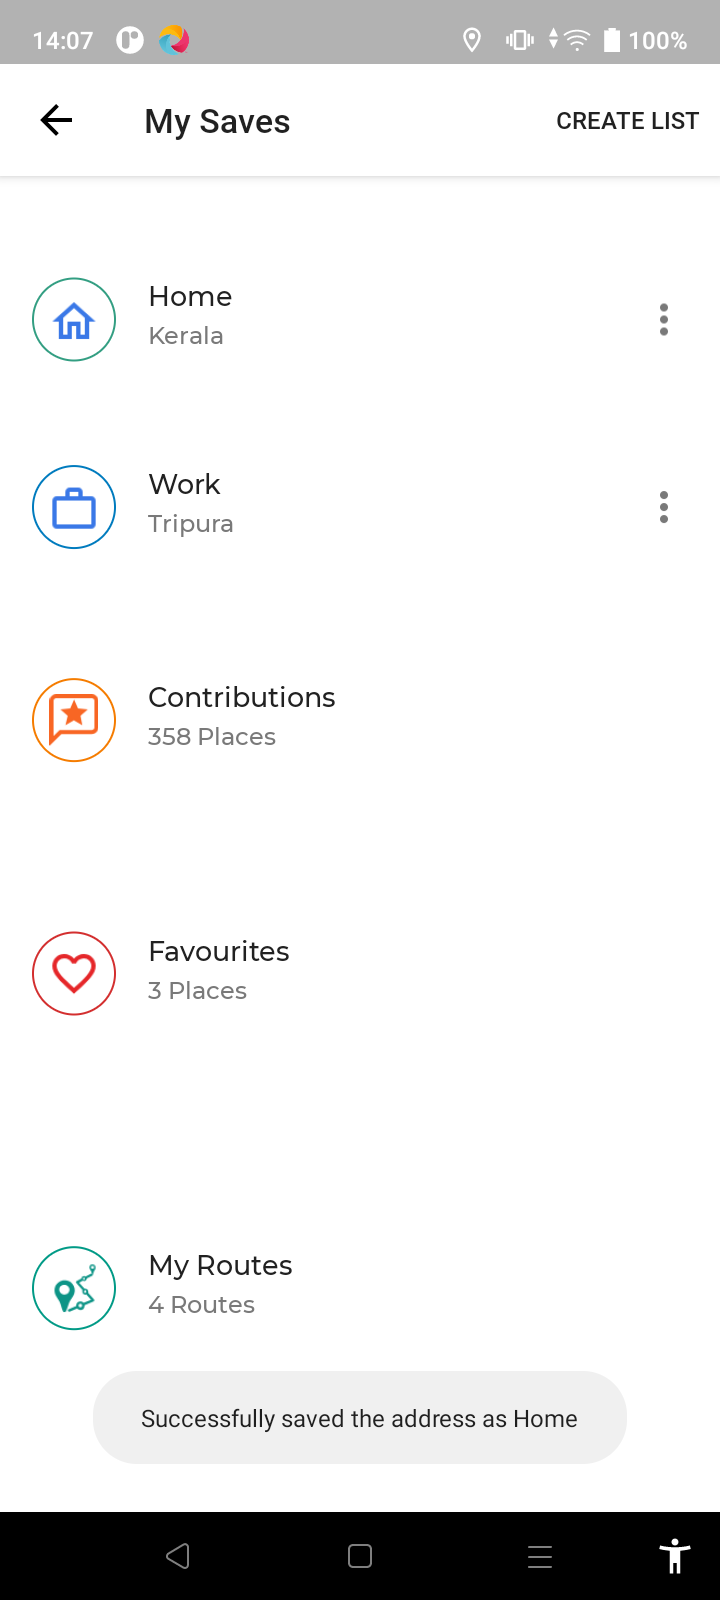 14:07
100%
My Saves
CREATE LIST
Home
Kerala
Work
Tripura
Contributions
358 Places
Favourites
3 Places
My Routes
4 Routes
Successfully saved the address as Home